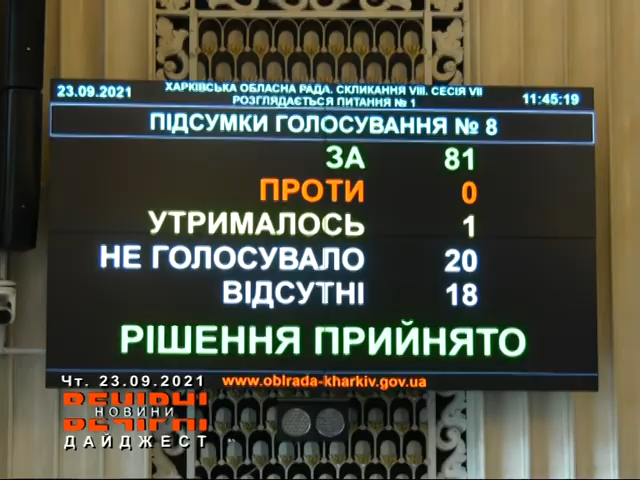 23.09.2021
ХАРКІВСЬКА ОБЛАСНА РАДА. СКЛИКАННЯ VIII. СЕСІЯ VII
РОЗГЛЯДАЄТЬСЯ ПИТАННЯ № 1
11:45:19
ПІДСУМКИ ГОЛОСУВАННЯ № 8
ЗА 81
ПРОТИ 0
УТРИМАЛОСЬ 1
НЕ ГОЛОСУВАЛО 20
ВІДСУТНІ 18
РІШЕННЯ ПРИЙНЯТО
www.oblrada-kharkiv.gov.ua
Чт. 23.09.2021
ВЕЧІРНІ
НОВИНИ
ДАЙДЖЕСТ